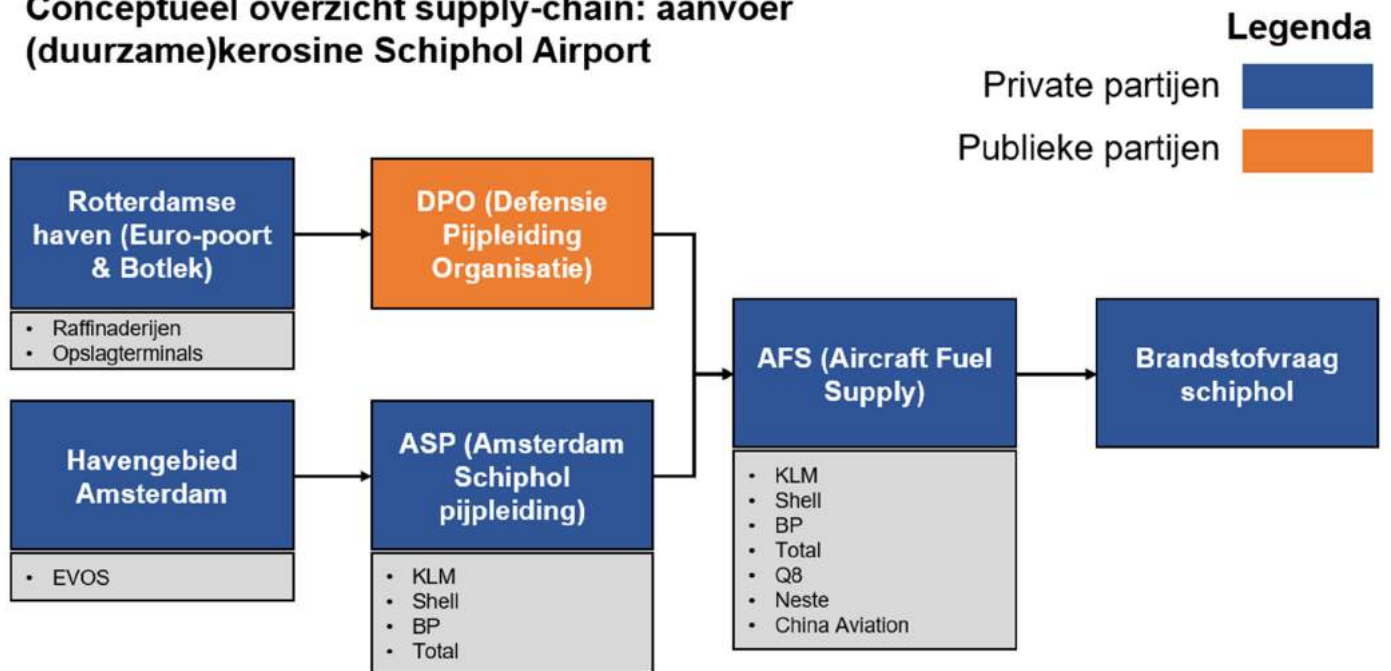 Conceptueel overzicht supply-chain: aanvoer
(duurzame)kerosine Schiphol Airport
Legenda
Private partijen
Publieke partijen
Rotterdamse
haven (Euro-poort
& Botlek)
• Raffinaderijen
• Opslagterminals
DPO (Defensie
Pijpleiding
Organisatie)
Havengebied
Amsterdam
• EVOS
ASP (Amsterdam
Schiphol
pijpleiding)
• KLM
• Shell
• BP
• Total
AFS (Aircraft Fuel
Supply)
• KLM
• Shell
• BP
• Total
• Q8
• Neste
• China Aviation
Brandstofvraag
schiphol